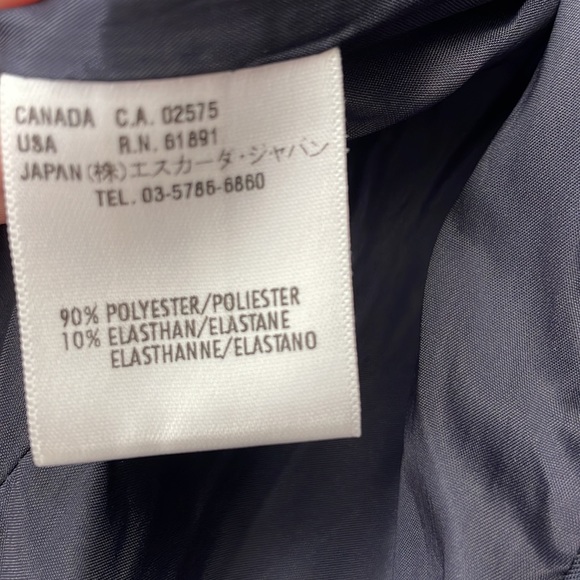 CANADA C.A. 02575
USA R.N. 61891
JAPAN (株)エスカーダ・ジャパン
TEL. 03-5786-6860
90% POLYESTER/POLIESTER
10% ELASTHAN/ELASTANE
ELASTHANNE/ELASTANO